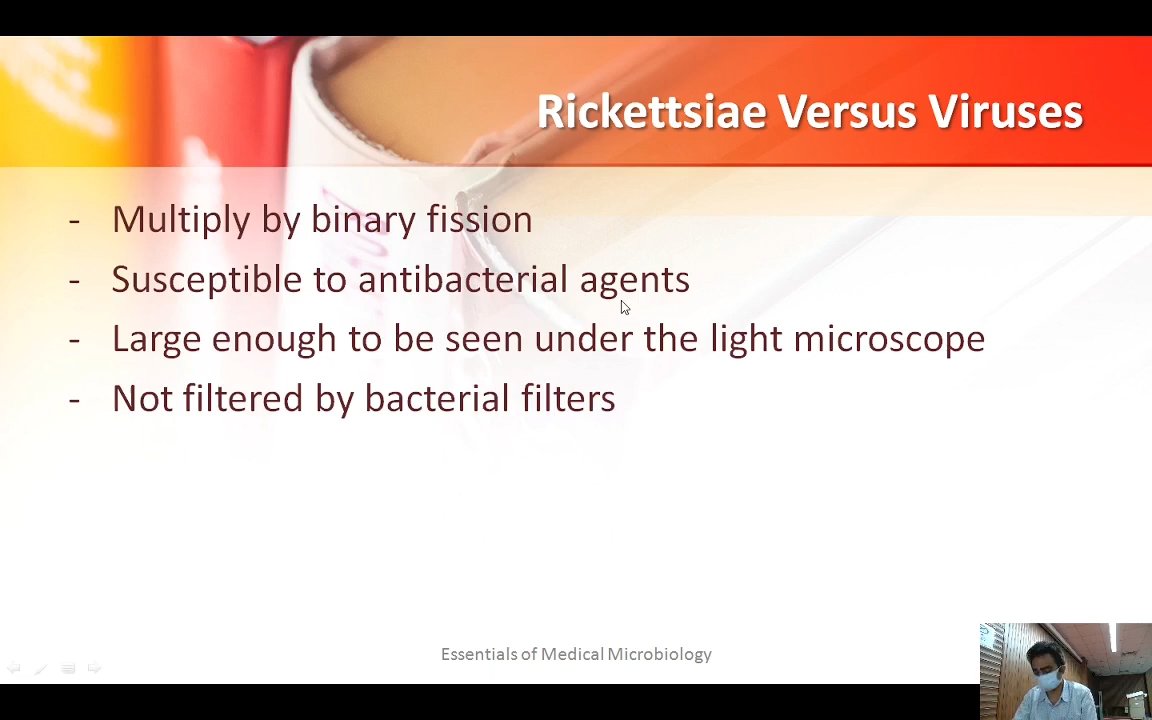 Rickettsiae Versus Viruses
- Multiply by binary fission
- Susceptible to antibacterial agents
- Large enough to be seen under the light microscope
- Not filtered by bacterial filters
Essentials of Medical Microbiology